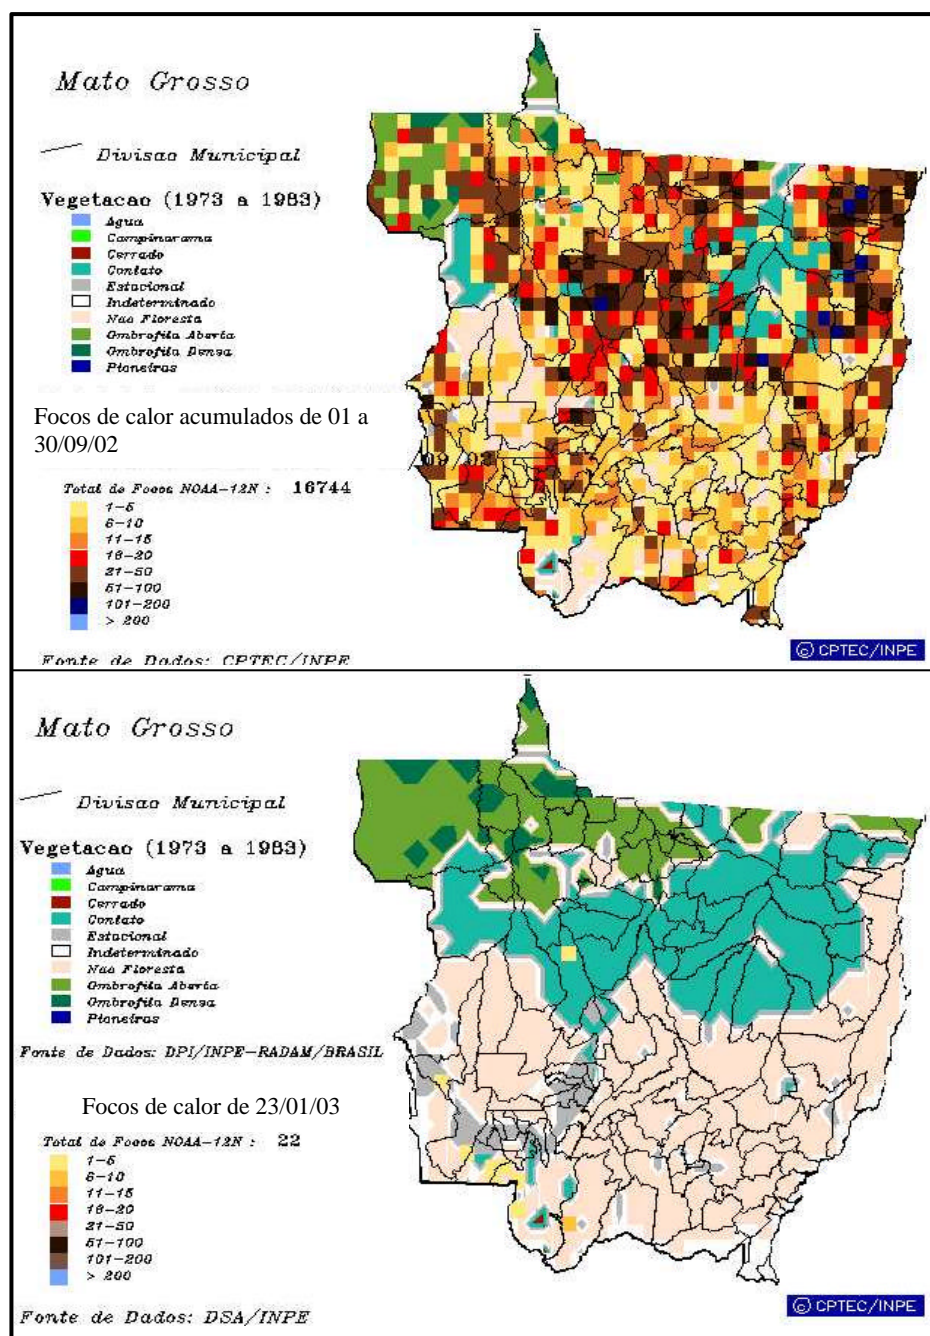 Mato Grosso
Divisao Municipal
Vegetacao (1973 a 1983)
Agua
Campinarama
Cerrado
Contato
Estacional
Indeterminado
Nao Floresta
Ombrofila Aberta
Ombrofila Densa
Pioneiras
Focos de calor acumulados de 01 a
30/09/02
Total de Focos NOAA-12N : 16744
1-5
6-10
11-15
16-20
21-50
51-100
101-200
> 200
Fonte de Dados: CPTEC/INPE
© CPTEC/INPE
Mato Grosso
Divisao Municipal
Vegetacao (1973 a 1983)
Agua
Campinarama
Cerrado
Contato
Estacional
Indeterminado
Nao Floresta
Ombrofila Aberta
Ombrofila Densa
Pioneiras
Fonte de Dados: DPI/INPE-RADAM/BRASIL
Focos de calor de 23/01/03
Total de Focos NOAA-12N : 22
1-5
6-10
11-15
16-20
21-50
51-100
101-200
> 200
Fonte de Dados: DSA/INPE
© CPTEC/INPE